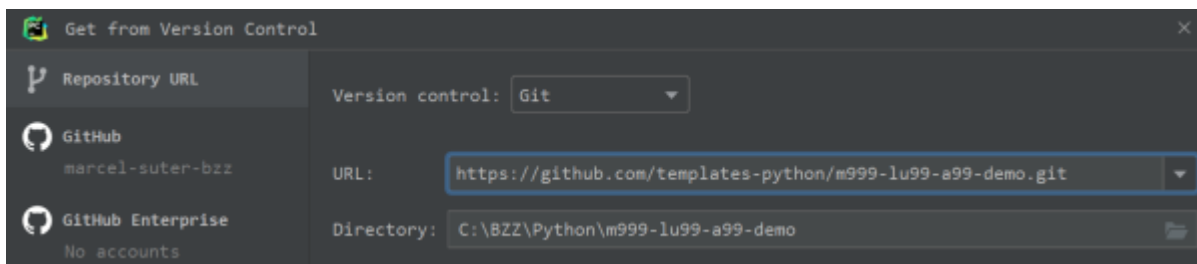 Get from Version Control
Repository URL
GitHub
marcel-suter-bzz
GitHub Enterprise
No accounts
Version control: Git
URL: https://github.com/templates-python/m999-lu99-a99-demo.git
Directory: C:\BZZ\Python\m999-lu99-a99-demo